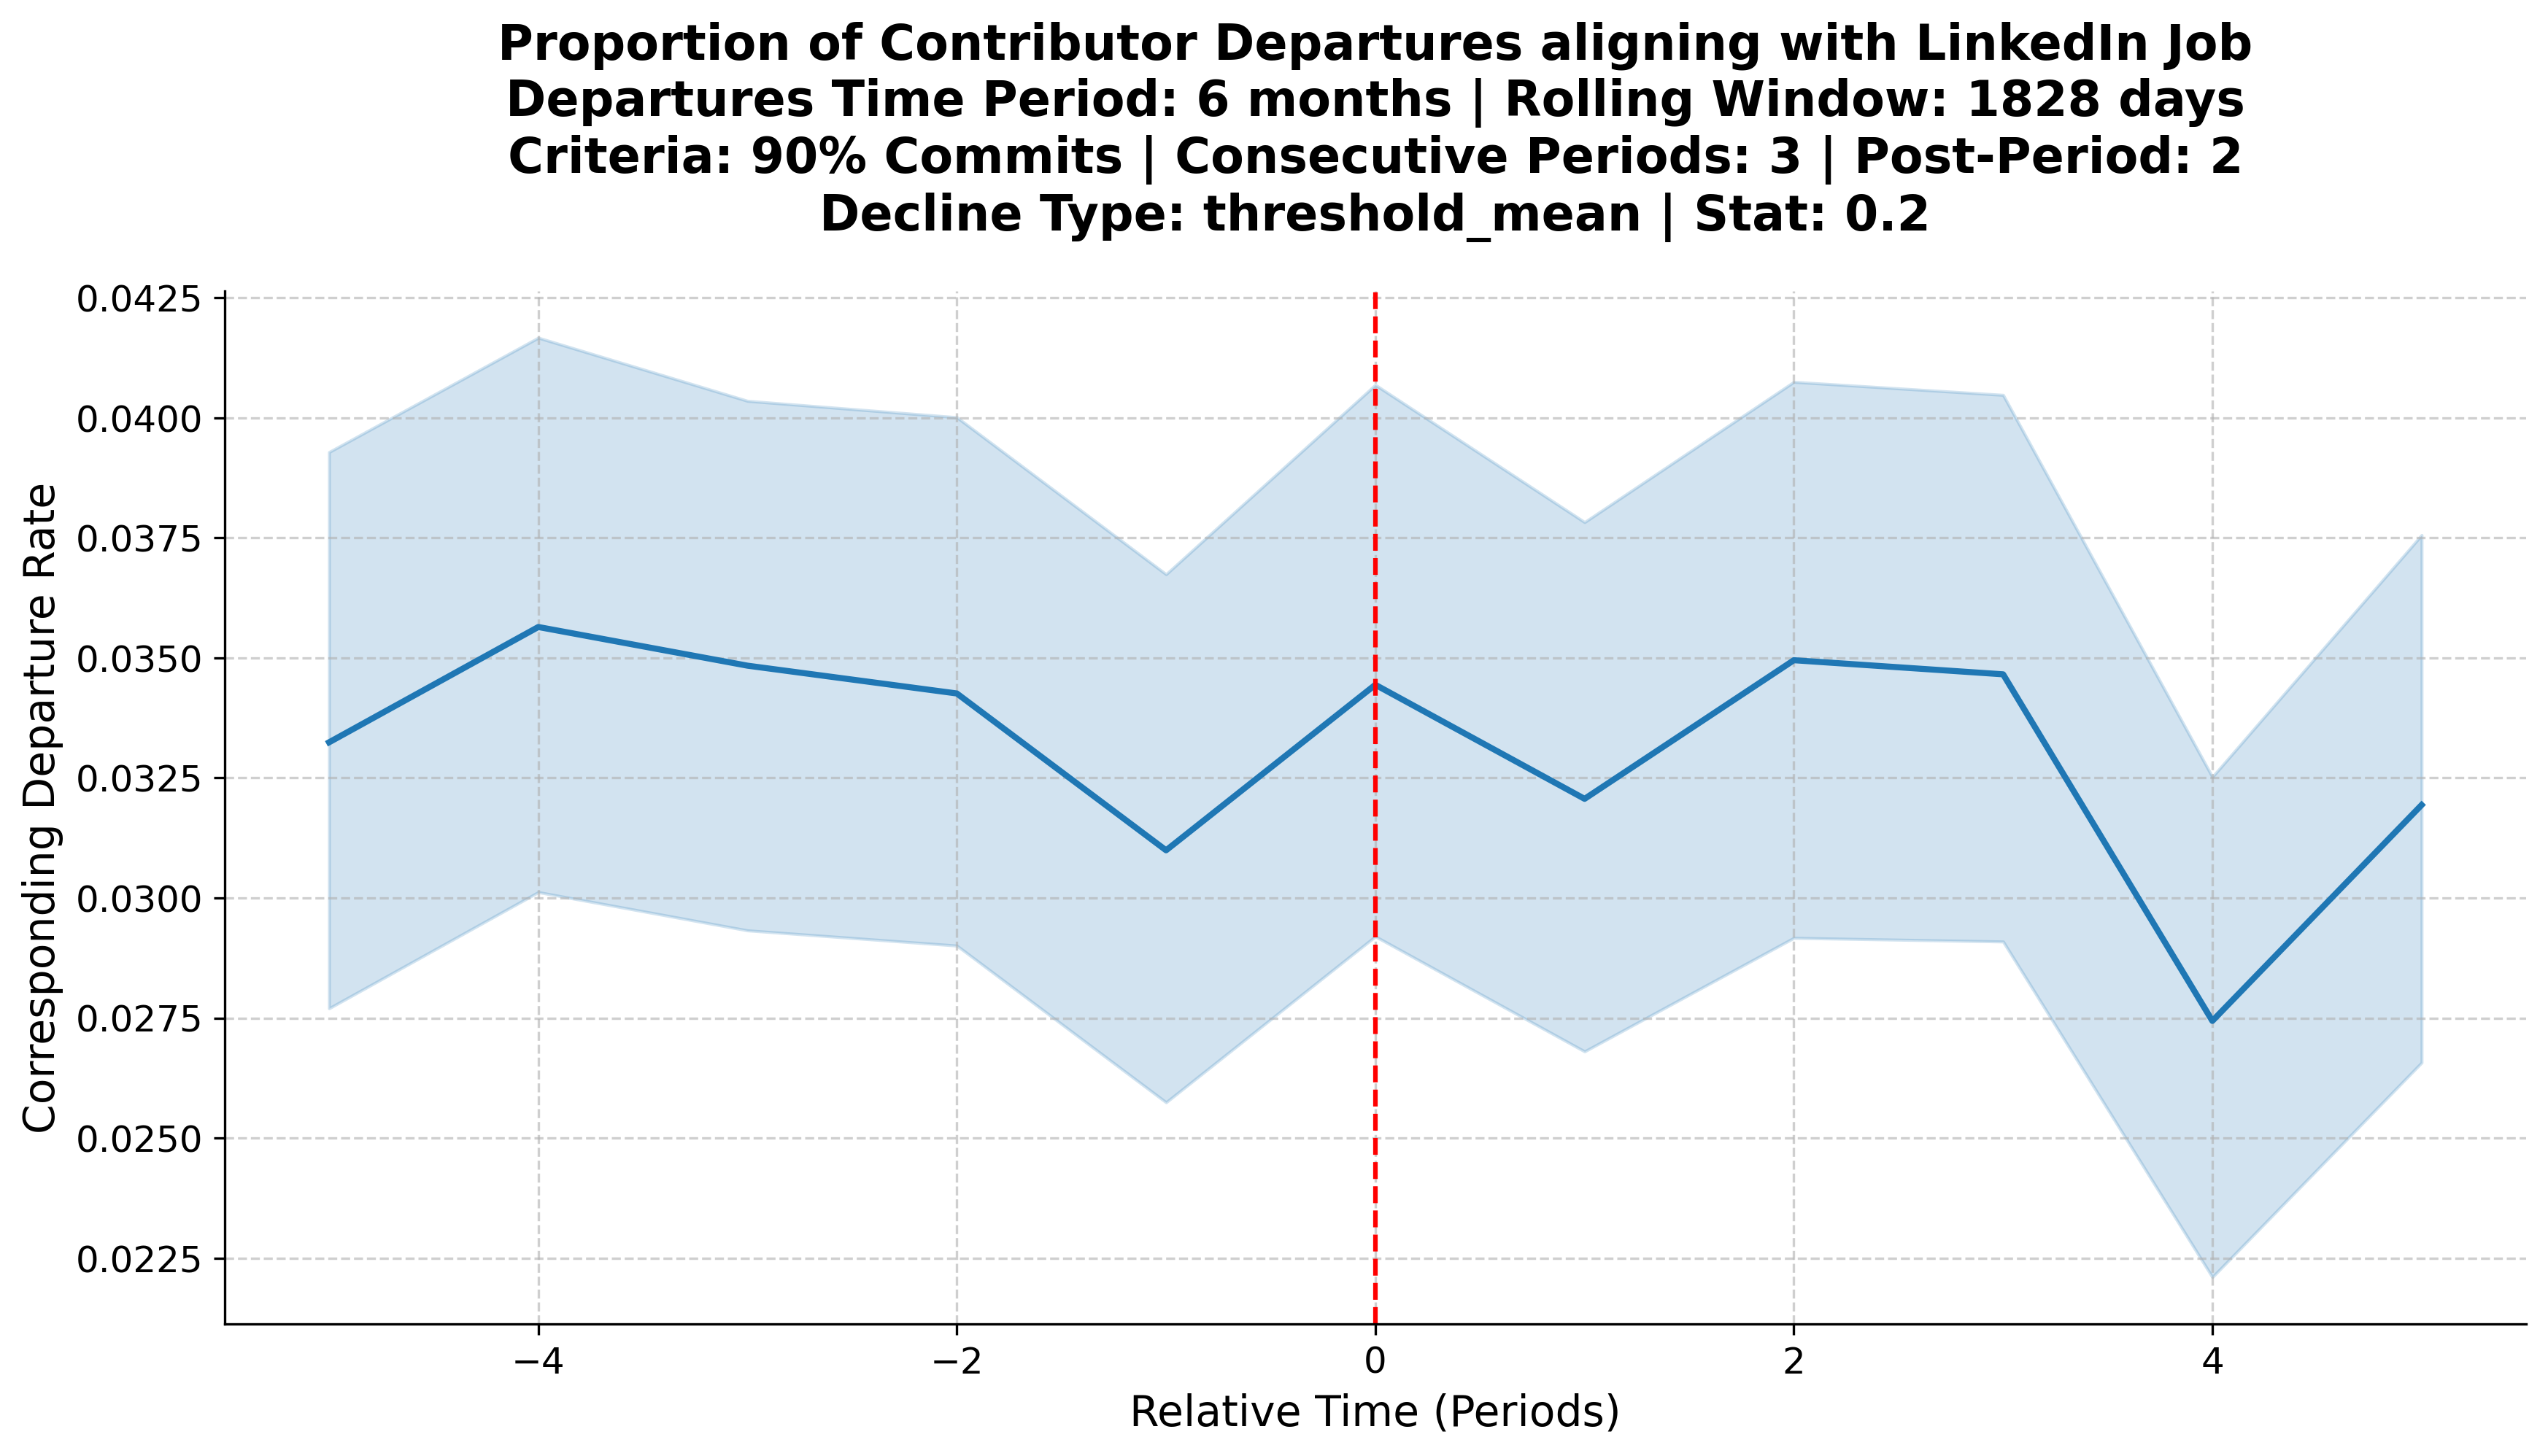 Proportion of Contributor Departures aligning with LinkedIn Job
Departures Time Period: 6 months | Rolling Window: 1828 days
Criteria: 90% Commits | Consecutive Periods: 3 | Post-Period: 2
Decline Type: threshold_mean | Stat: 0.2
0.0425
0.0400
0.0375
0.0350
0.0325
0.0300
0.0275
0.0250
0.0225
Corresponding Departure Rate
−4
−2
0
2
4
Relative Time (Periods)